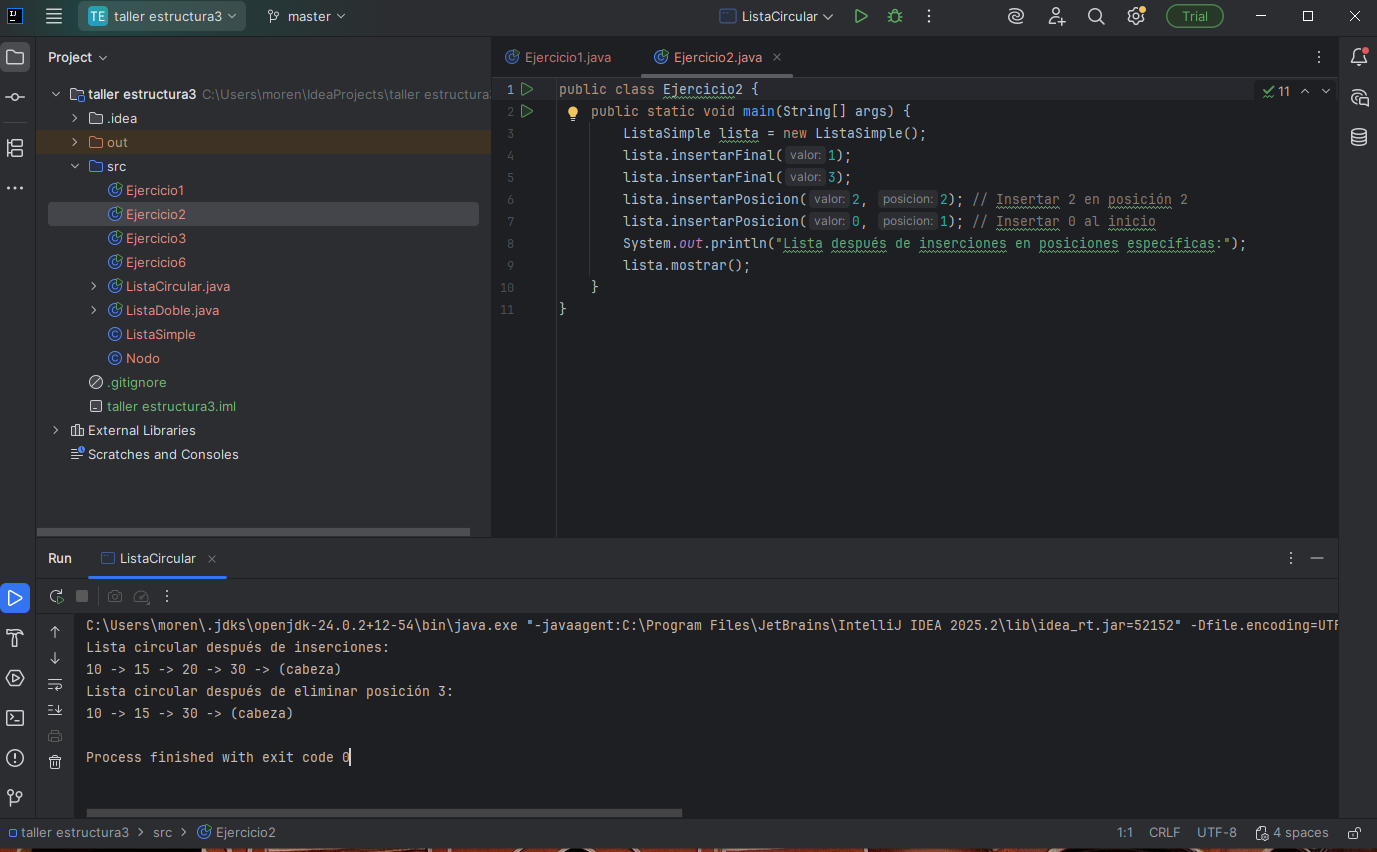 TE taller estructura3 master ListaCircular Trial
Project
Ejercicio1.java Ejercicio2.java
taller estructura3 C:\Users\moren\IdeaProjects\taller estructura
.idea
out
src
Ejercicio1
Ejercicio2
Ejercicio3
Ejercicio6
ListaCircular.java
ListaDoble.java
ListaSimple
Nodo
.gitignore
taller estructura3.iml
External Libraries
Scratches and Consoles
11
1 public class Ejercicio2 {
2 public static void main(String[] args) {
3 ListaSimple lista = new ListaSimple();
4 lista.insertarFinal( valor: 1);
5 lista.insertarFinal( valor: 3);
6 lista.insertarPosicion( valor: 2, posicion: 2); // Insertar 2 en posición 2
7 lista.insertarPosicion( valor: 0, posicion: 1); // Insertar 0 al inicio
8 System.out.println("Lista después de inserciones en posiciones específicas:");
9 lista.mostrar();
10 }
11 }
Run ListaCircular
C:\Users\moren\.jdks\openjdk-24.0.2+12-54\bin\java.exe "-javaagent:C:\Program Files\JetBrains\IntelliJ IDEA 2025.2\lib\idea_rt.jar=52152" -Dfile.encoding=UTF
Lista circular después de inserciones:
10 -> 15 -> 20 -> 30 -> (cabeza)
Lista circular después de eliminar posición 3:
10 -> 15 -> 30 -> (cabeza)
Process finished with exit code 0
taller estructura3 > src > Ejercicio2 1:1 CRLF UTF-8 4 spaces